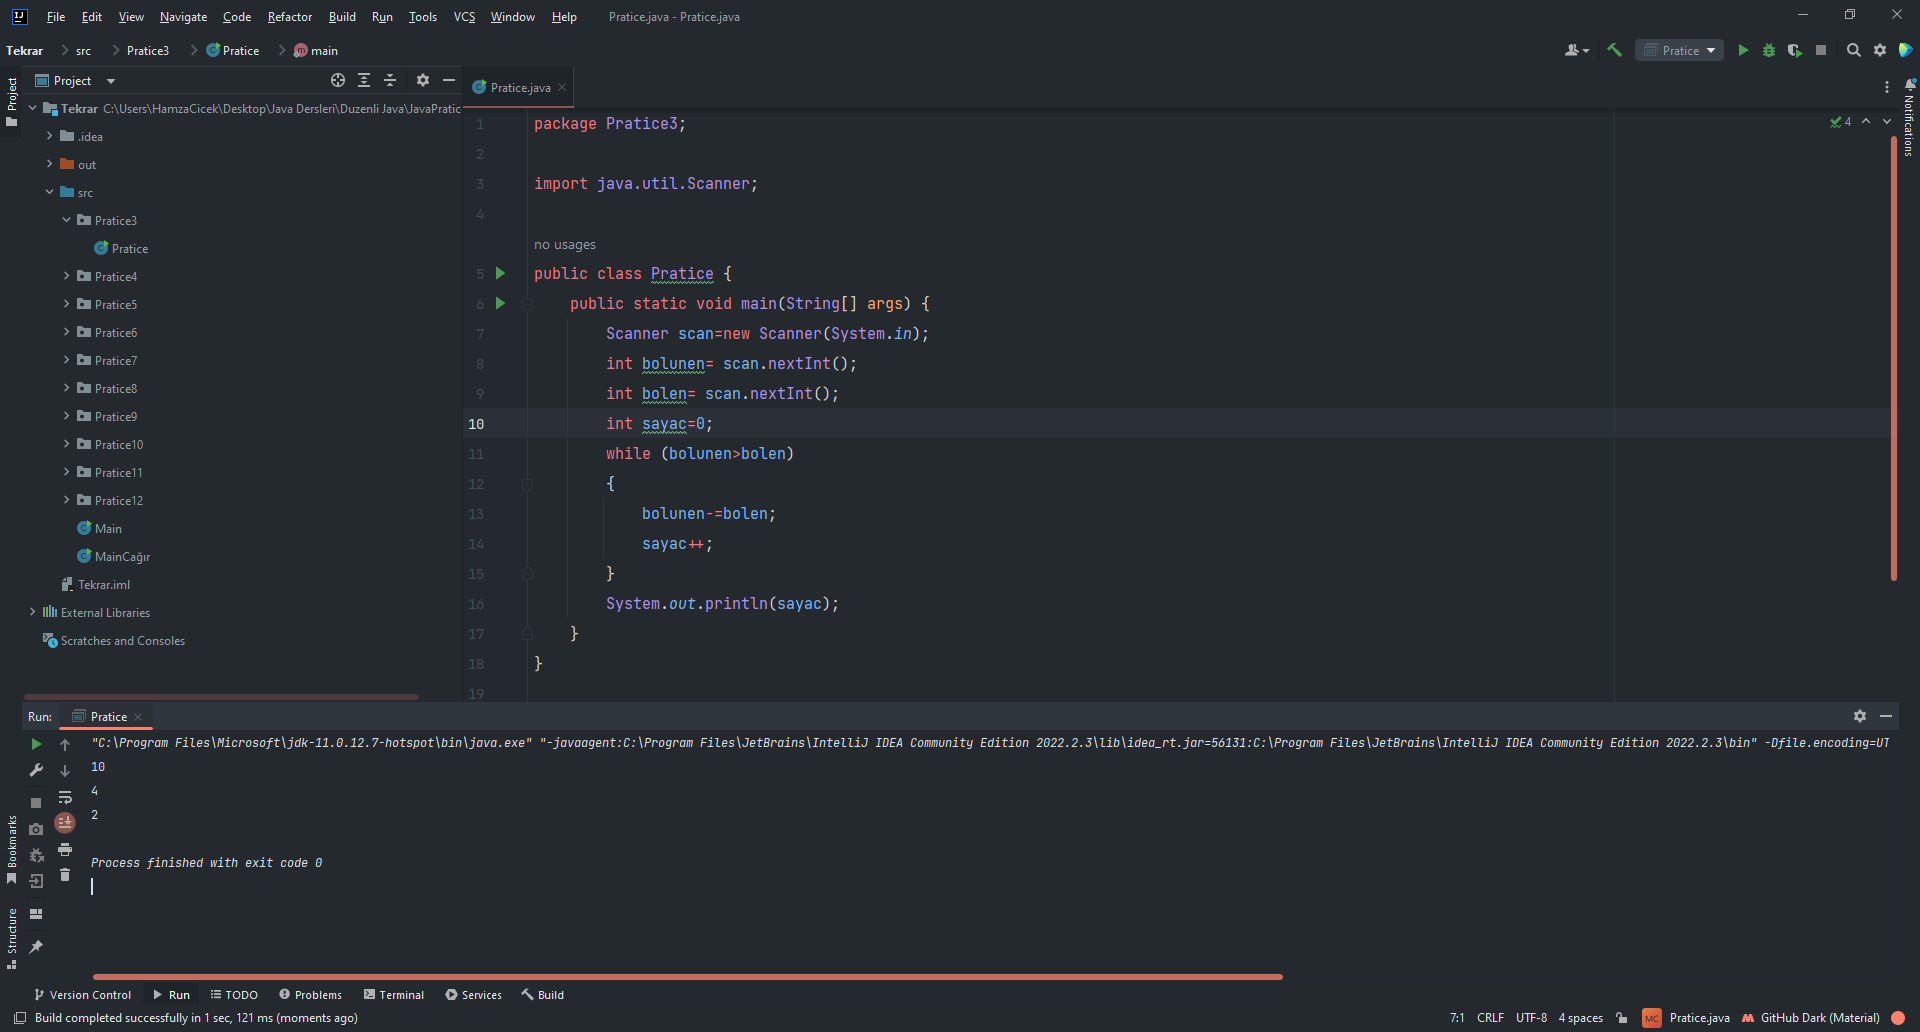 File Edit View Navigate Code Refactor Build Run Tools VCS Window Help Pratice.java - Pratice.java
Tekrar src Pratice3 Pratice main Pratice
Project Pratice.java
Project
Notifications
Tekrar C:\Users\HamzaCicek\Desktop\Java Dersleri\Duzenli Java\JavaPratic
.idea
out
src
Pratice3
Pratice
Pratice4
Pratice5
Pratice6
Pratice7
Pratice8
Pratice9
Pratice10
Pratice11
Pratice12
Main
MainCağır
Tekrar.iml
External Libraries
Scratches and Consoles
4
1 package Pratice3;
2
3 import java.util.Scanner;
4
no usages
5 public class Pratice {
6 public static void main(String[] args) {
7 Scanner scan=new Scanner(System.in);
8 int bolunen= scan.nextInt();
9 int bolen= scan.nextInt();
10 int sayac=0;
11 while (bolunen>bolen)
12 {
13 bolunen-=bolen;
14 sayac++;
15 }
16 System.out.println(sayac);
17 }
18 }
19
Run: Pratice
"C:\Program Files\Microsoft\jdk-11.0.12.7-hotspot\bin\java.exe" "-javaagent:C:\Program Files\JetBrains\IntelliJ IDEA Community Edition 2022.2.3\lib\idea_rt.jar=56131:C:\Program Files\JetBrains\IntelliJ IDEA Community Edition 2022.2.3\bin" -Dfile.encoding=UT
10
4
2
Process finished with exit code 0
Bookmarks
Structure
Version Control Run TODO Problems Terminal Services Build
Build completed successfully in 1 sec, 121 ms (moments ago) 7:1 CRLF UTF-8 4 spaces MC Pratice.java GitHub Dark (Material)